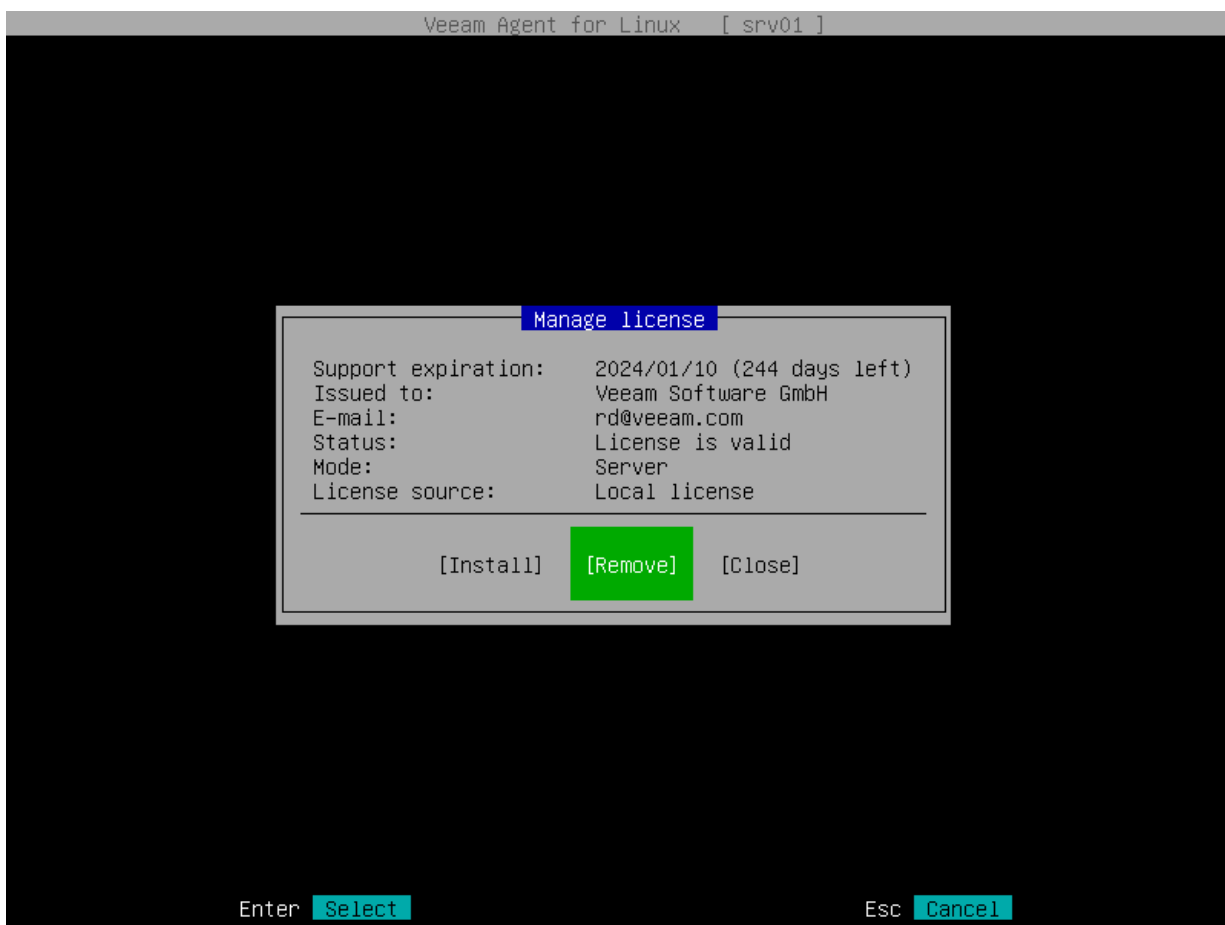 Veeam Agent for Linux [ srv01 ]
Manage license
Support expiration: 2024/01/10 (244 days left)
Issued to: Veeam Software GmbH
E-mail: rd@veeam.com
Status: License is valid
Mode: Server
License source: Local license
[Install] [Remove] [Close]
Enter Select Esc Cancel